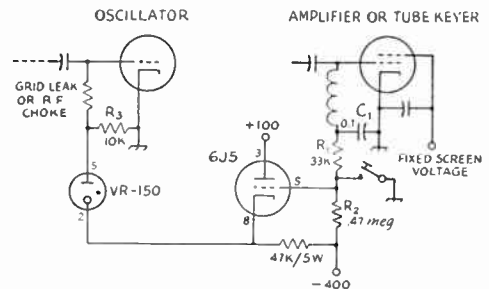 OSCILLATOR
AMPLIFIER OR TUBE KEYER
GRID LEAK
OR R F
CHOKE
R3
10K
C1
0.1
+100
R1
33K
FIXED SCREEN
VOLTAGE
6J5
3
5
H
5
VR-150
2
8
R2
.47 meg
47K/5W
-400